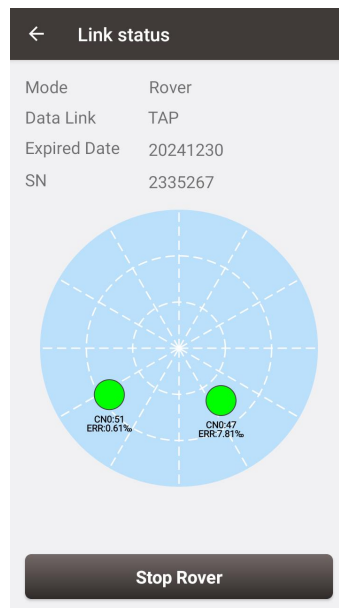 Link status
Mode Rover
Data Link TAP
Expired Date 20241230
SN 2335267
CN0:51
ERR:0.61‰
CN0:47
ERR:7.81‰
Stop Rover